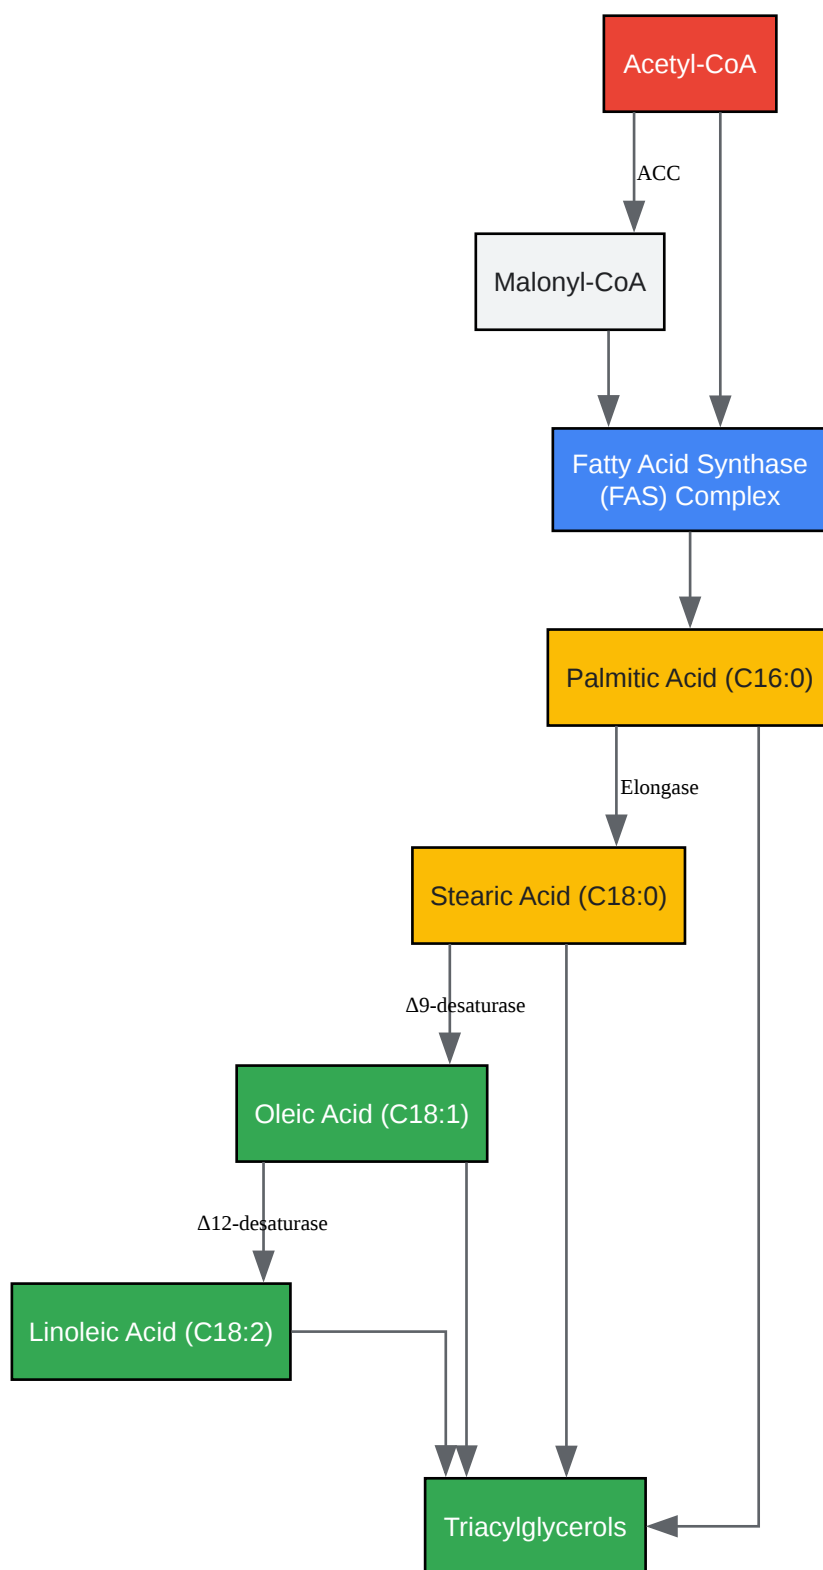 Acetyl-CoA
ACC
Malonyl-CoA
Fatty Acid Synthase
(FAS) Complex
Palmitic Acid (C16:0)
Elongase
Stearic Acid (C18:0)
Δ9-desaturase
Oleic Acid (C18:1)
Δ12-desaturase
Linoleic Acid (C18:2)
Triacylglycerols